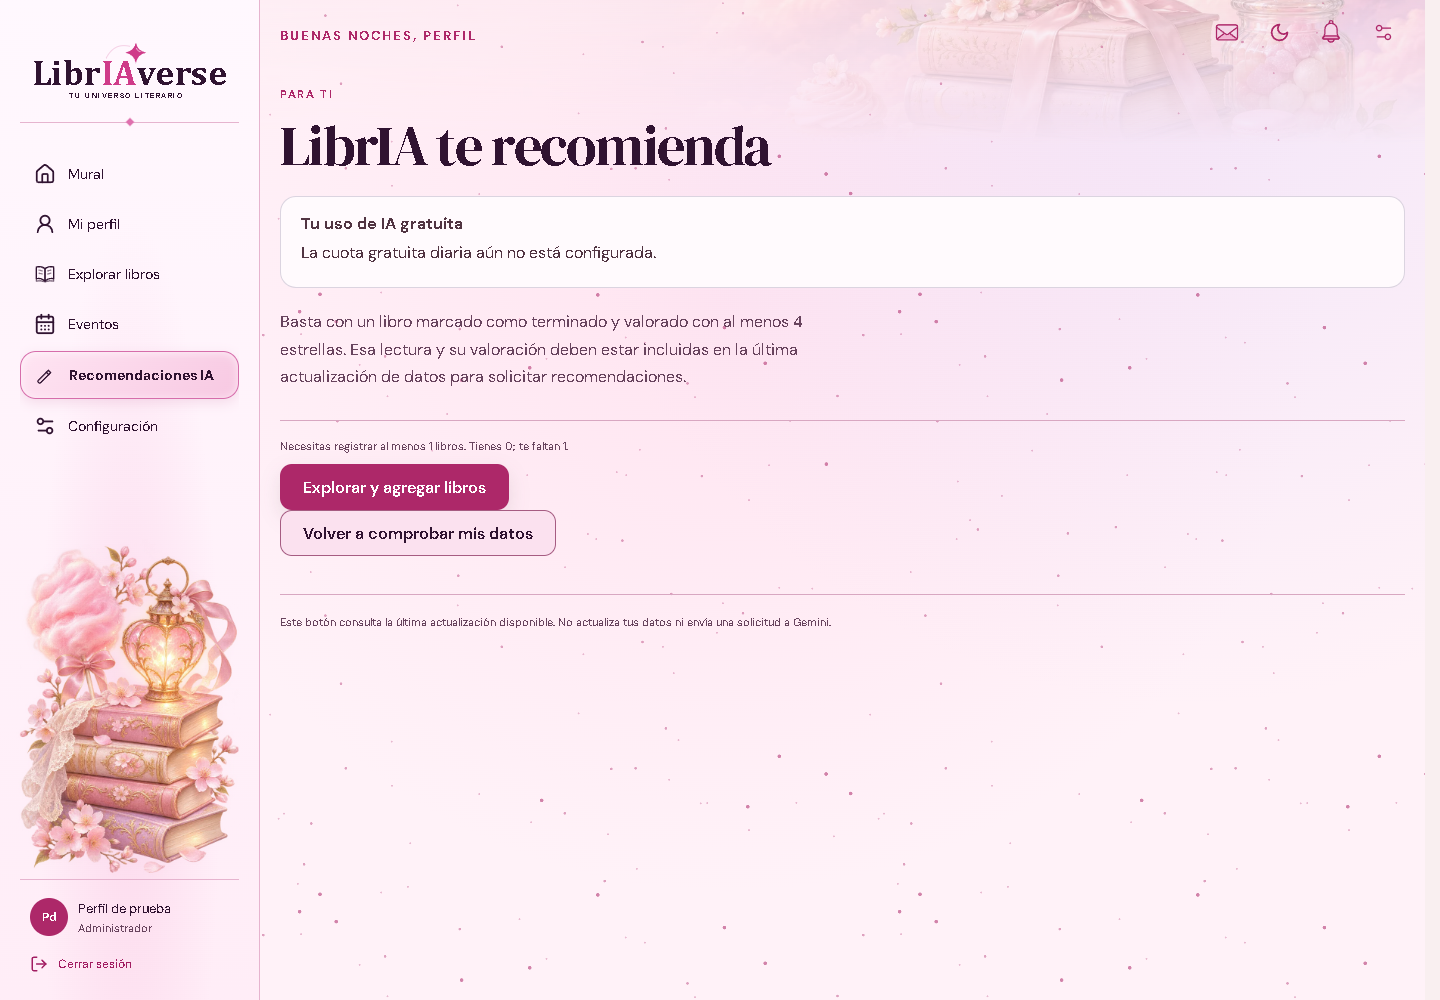 LibrIAverse
TU UNIVERSO LITERARIO
Mural
Mi perfil
Explorar libros
Eventos
Recomendaciones IA
Configuración
Pd
Perfil de prueba
Administrador
Cerrar sesión
BUENAS NOCHES, PERFIL
PARA TI
LibrIA te recomienda
Tu uso de IA gratuita
La cuota gratuita diaria aún no está configurada.
Basta con un libro marcado como terminado y valorado con al menos 4
estrellas. Esa lectura y su valoración deben estar incluidas en la última
actualización de datos para solicitar recomendaciones.
Necesitas registrar al menos 1 libros. Tienes 0; te faltan 1.
Explorar y agregar libros
Volver a comprobar mis datos
Este botón consulta la última actualización disponible. No actualiza tus datos ni envía una solicitud a Gemini.